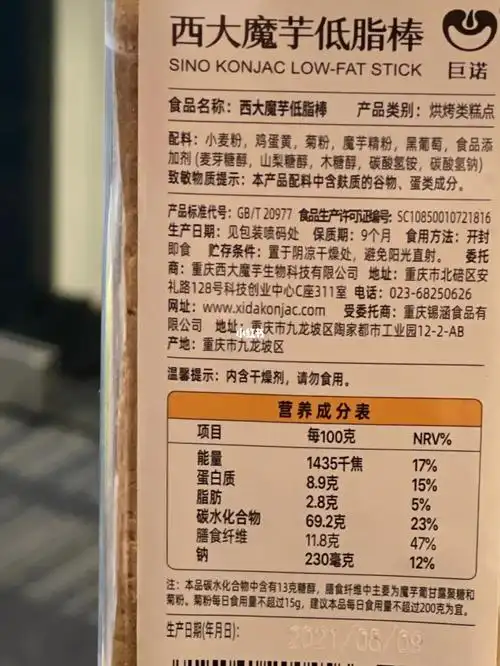 西大魔芋低脂棒
SINO KONJAC LOW-FAT STICK
巨诺
食品名称：西大魔芋低脂棒 产品类别：烘烤类糕点
配料：小麦粉，鸡蛋黄，菊粉，魔芋精粉，黑葡萄，食品添
加剂 (麦芽糖醇，山梨糖醇，木糖醇，碳酸氢铵，碳酸氢钠)
致敏物质提示：本产品配料中含麸质的谷物、蛋类成分。
产品标准代号：GB/T 20977 食品生产许可证编号: SC10850010721816
生产日期：见包装喷码处 保质期：9个月 食用方法：开封
即食 贮存条件：置于阴凉干燥处，避免阳光直射。 委托
商：重庆西大魔芋生物科技有限公司 地址：重庆市北碚区安
礼路128号科技创业中心C座311室 电话：023-68250626
网址：www.xidakonjac.com 受委托商：重庆锡涵食品有
限公司 地址：重庆市九龙坡区陶家都市工业园12-2-AB
产地：重庆市九龙坡区
小红书
温馨提示：内含干燥剂，请勿食用。
营养成分表
项目 每100克 NRV%
能量 1435千焦 17%
蛋白质 8.9克 15%
脂肪 2.8克 5%
碳水化合物 69.2克 23%
膳食纤维 11.8克 47%
钠 230毫克 12%
注：本品碳水化合物中含有13克糖醇，膳食纤维中主要为魔芋葡甘露聚糖和
菊粉。菊粉每日食用量不超过15g，建议本品每日食用量不超过200克为宜。
生产日期(年月日)：
2021/06/09